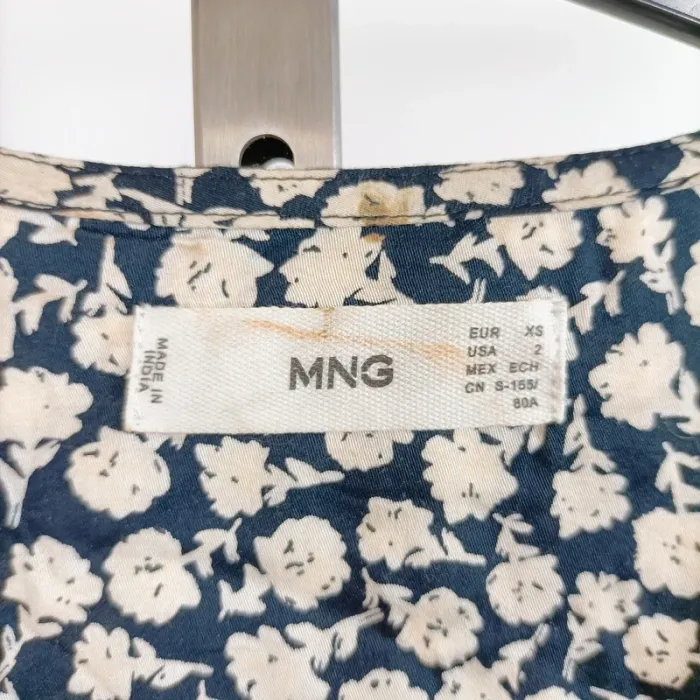 MADE IN
INDIA
MNG
EUR XS
USA 2
MEX ECH
CN S-155/
80A